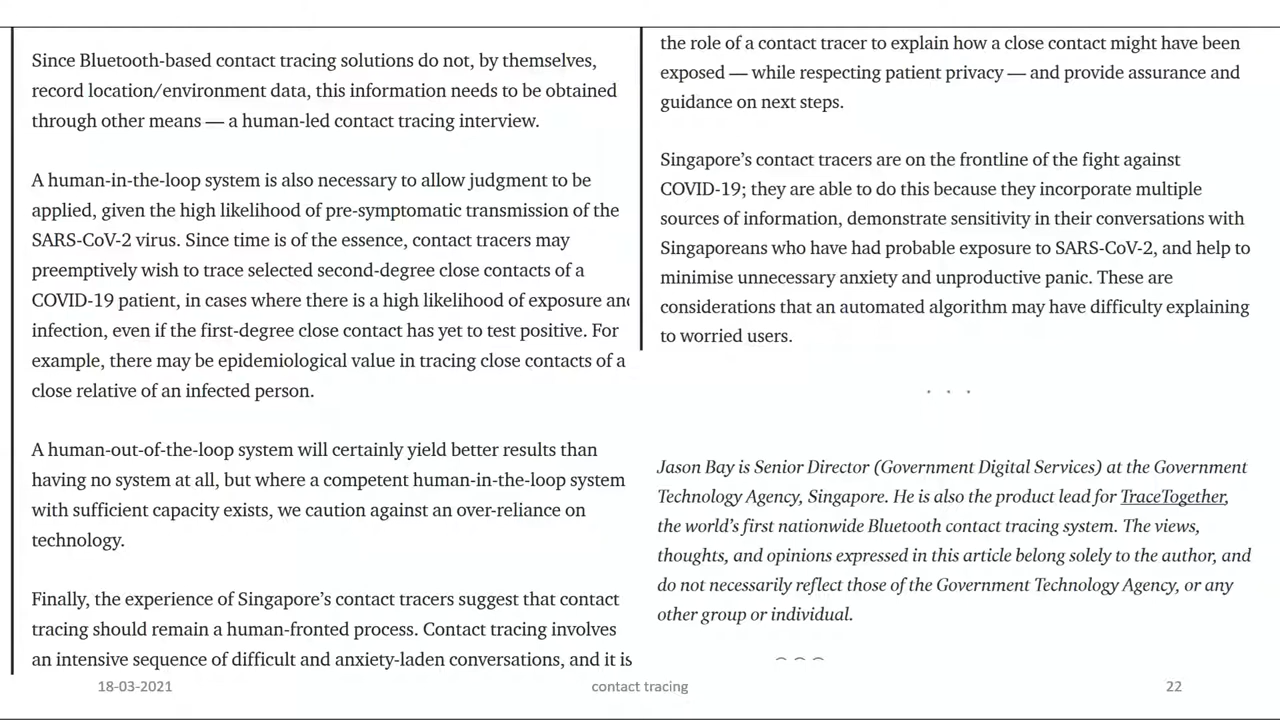 Since Bluetooth-based contact tracing solutions do not, by themselves,
record location/environment data, this information needs to be obtained
through other means — a human-led contact tracing interview.
A human-in-the-loop system is also necessary to allow judgment to be
applied, given the high likelihood of pre-symptomatic transmission of the
SARS-CoV-2 virus. Since time is of the essence, contact tracers may
preemptively wish to trace selected second-degree close contacts of a
COVID-19 patient, in cases where there is a high likelihood of exposure and
infection, even if the first-degree close contact has yet to test positive. For
example, there may be epidemiological value in tracing close contacts of a
close relative of an infected person.
A human-out-of-the-loop system will certainly yield better results than
having no system at all, but where a competent human-in-the-loop system
with sufficient capacity exists, we caution against an over-reliance on
technology.
Finally, the experience of Singapore’s contact tracers suggest that contact
tracing should remain a human-fronted process. Contact tracing involves
an intensive sequence of difficult and anxiety-laden conversations, and it is
the role of a contact tracer to explain how a close contact might have been
exposed — while respecting patient privacy — and provide assurance and
guidance on next steps.
Singapore’s contact tracers are on the frontline of the fight against
COVID-19; they are able to do this because they incorporate multiple
sources of information, demonstrate sensitivity in their conversations with
Singaporeans who have had probable exposure to SARS-CoV-2, and help to
minimise unnecessary anxiety and unproductive panic. These are
considerations that an automated algorithm may have difficulty explaining
to worried users.
. . .
Jason Bay is Senior Director (Government Digital Services) at the Government
Technology Agency, Singapore. He is also the product lead for TraceTogether,
the world’s first nationwide Bluetooth contact tracing system. The views,
thoughts, and opinions expressed in this article belong solely to the author, and
do not necessarily reflect those of the Government Technology Agency, or any
other group or individual.
18-03-2021
contact tracing
22